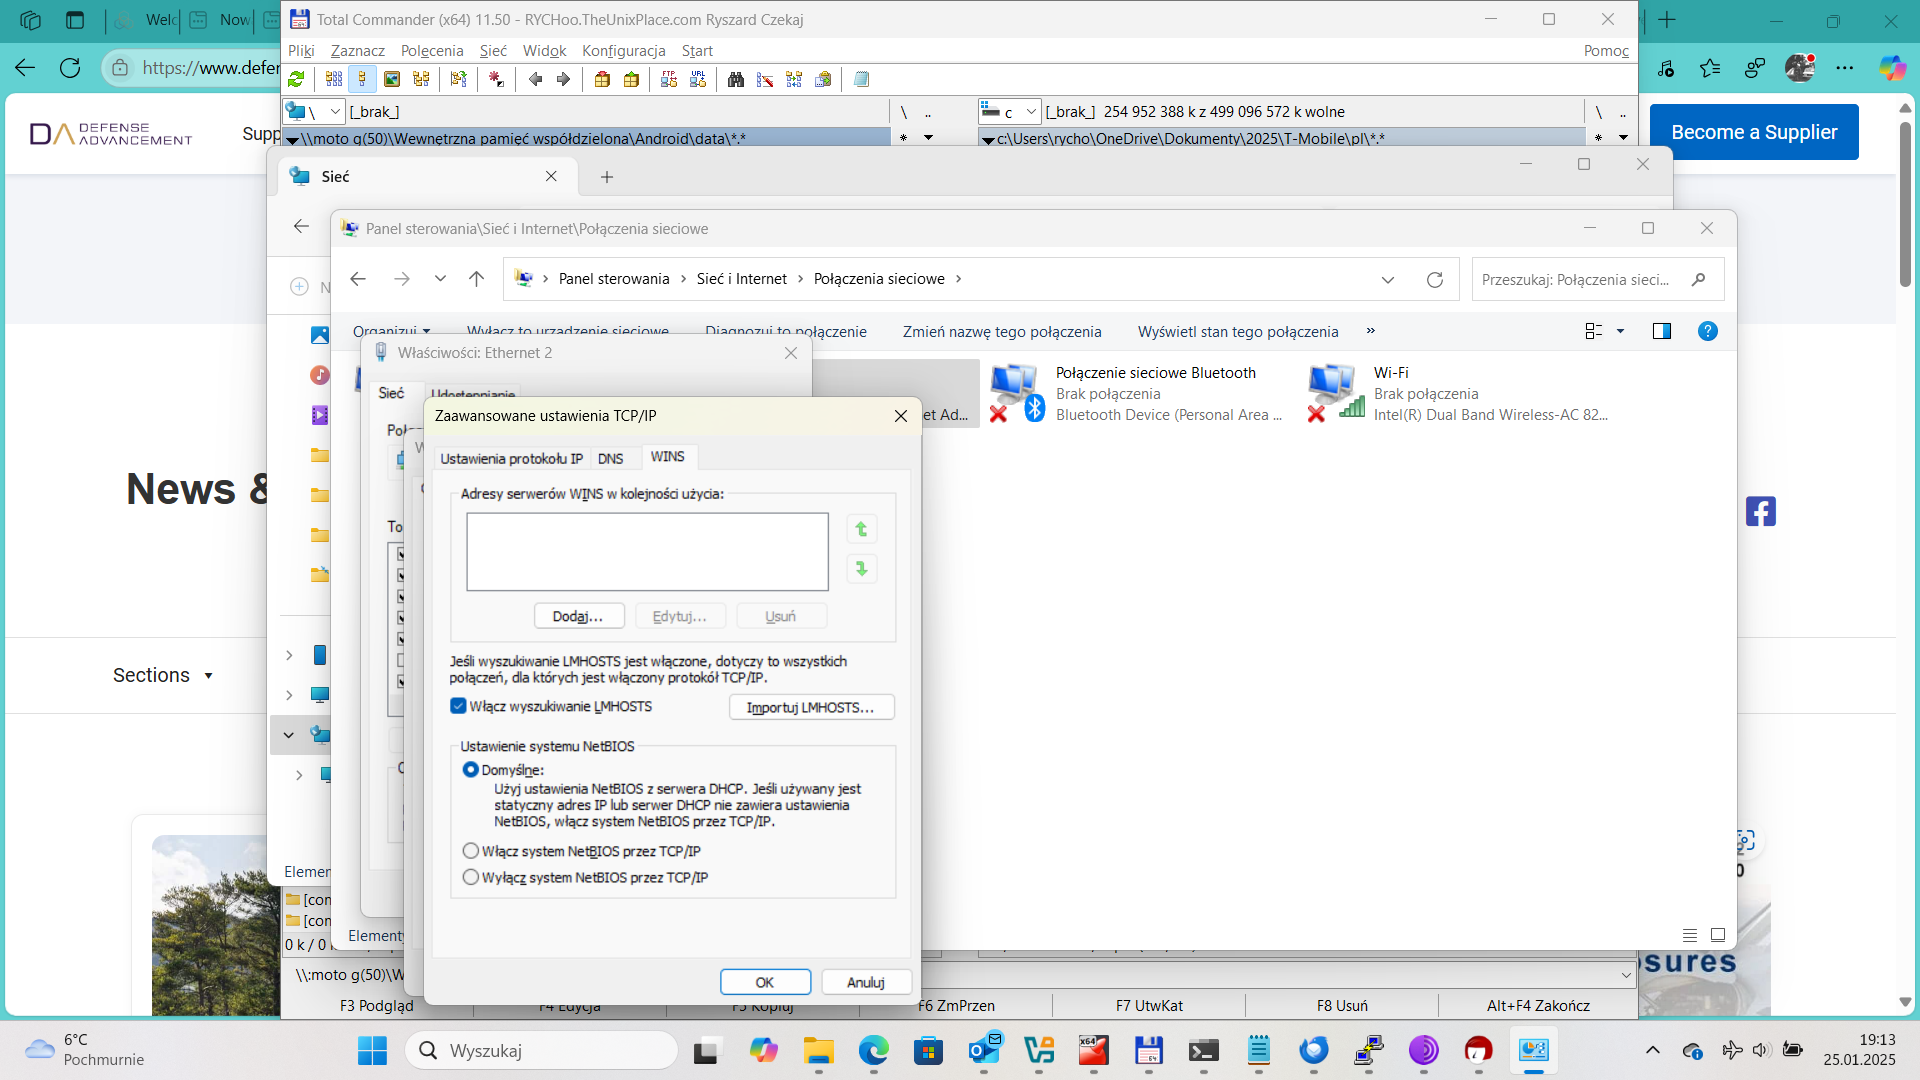 Welc
Now
Total Commander (x64) 11.50 - RYCHoo.TheUnixPlace.com Ryszard Czekaj
Pliki Zaznacz Polecenia Sieć Widok Konfiguracja Start Pomoc
https://www.defen
FTP URL
\ [_brak_] \ .. c [_brak_] 254 952 388 k z 499 096 572 k wolne \ ..
\\moto g(50)\Wewnętrzna pamięć współdzielona\Android\data\*.* * c:\Users\rycho\OneDrive\Dokumenty\2025\T-Mobile\pl\*.* *
DEFENSE
ADVANCEMENT
Supp
Become a Supplier
Sieć
Panel sterowania\Sieć i Internet\Połączenia sieciowe
Panel sterowania > Sieć i Internet > Połączenia sieciowe >
Przeszukaj: Połączenia sieci...
Organizuj Wyłącz to urządzenie sieciowe Diagnozuj to połączenie Zmień nazwę tego połączenia Wyświetl stan tego połączenia »
Właściwości: Ethernet 2
Sieć Udostępnianie
et Ad...
Połączenie sieciowe Bluetooth
Brak połączenia
Bluetooth Device (Personal Area ...
Wi-Fi
Brak połączenia
Intel(R) Dual Band Wireless-AC 82...
Zaawansowane ustawienia TCP/IP
Ustawienia protokołu IP DNS WINS
Adresy serwerów WINS w kolejności użycia:
Dodaj... Edytuj... Usuń
Jeśli wyszukiwanie LMHOSTS jest włączone, dotyczy to wszystkich
połączeń, dla których jest włączony protokół TCP/IP.
Włącz wyszukiwanie LMHOSTS
Importuj LMHOSTS...
Ustawienie systemu NetBIOS
Domyślne:
Użyj ustawienia NetBIOS z serwera DHCP. Jeśli używany jest
statyczny adres IP lub serwer DHCP nie zawiera ustawienia
NetBIOS, włącz system NetBIOS przez TCP/IP.
Włącz system NetBIOS przez TCP/IP
Wyłącz system NetBIOS przez TCP/IP
OK Anuluj
News &
Sections
Elemen
[con
[con
Elementy
0 k / 0
\\:moto g(50)\W
sures
F3 Podgląd F4 Edycja F5 Kopiuj F6 ZmPrzen F7 UtwKat F8 Usuń Alt+F4 Zakończ
6°C
Pochmurnie
Wyszukaj
19:13
25.01.2025